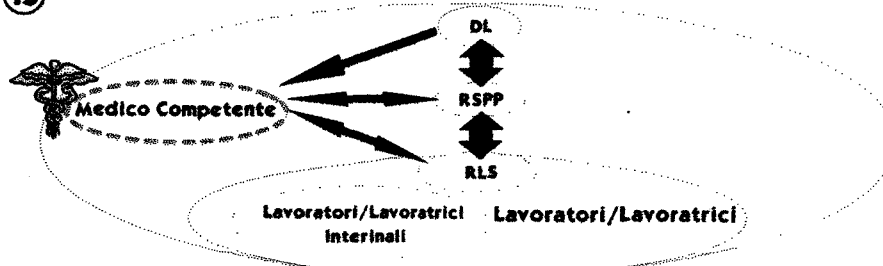 DL
Medico Competente
RSPP
RLS
Lavoratori/Lavoratrici
Interinali
Lavoratori/Lavoratrici